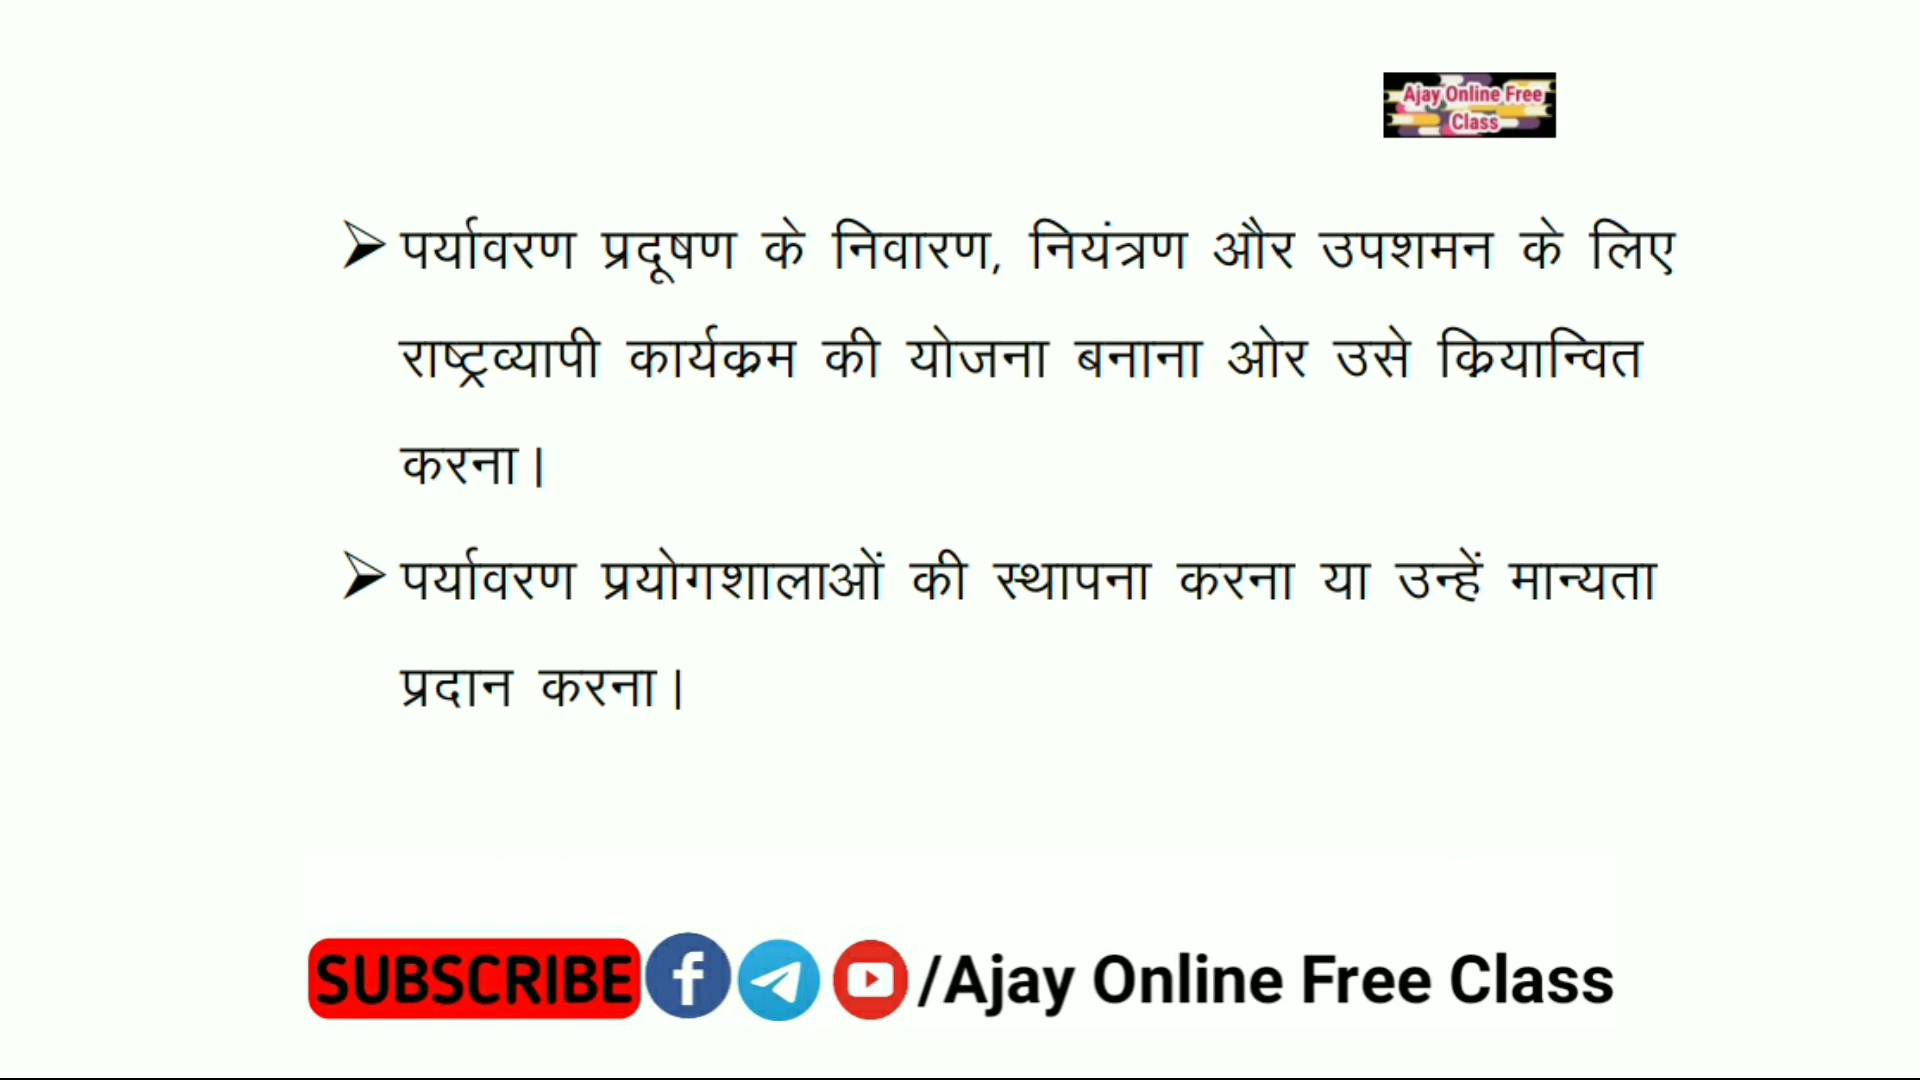 Ajay Online Free
Class
➢ पर्यावरण प्रदूषण के निवारण, नियंत्रण और उपशमन के लिए
राष्ट्रव्यापी कार्यक्रम की योजना बनाना ओर उसे क्रियान्वित
करना।
➢ पर्यावरण प्रयोगशालाओं की स्थापना करना या उन्हें मान्यता
प्रदान करना।
SUBSCRIBE /Ajay Online Free Class